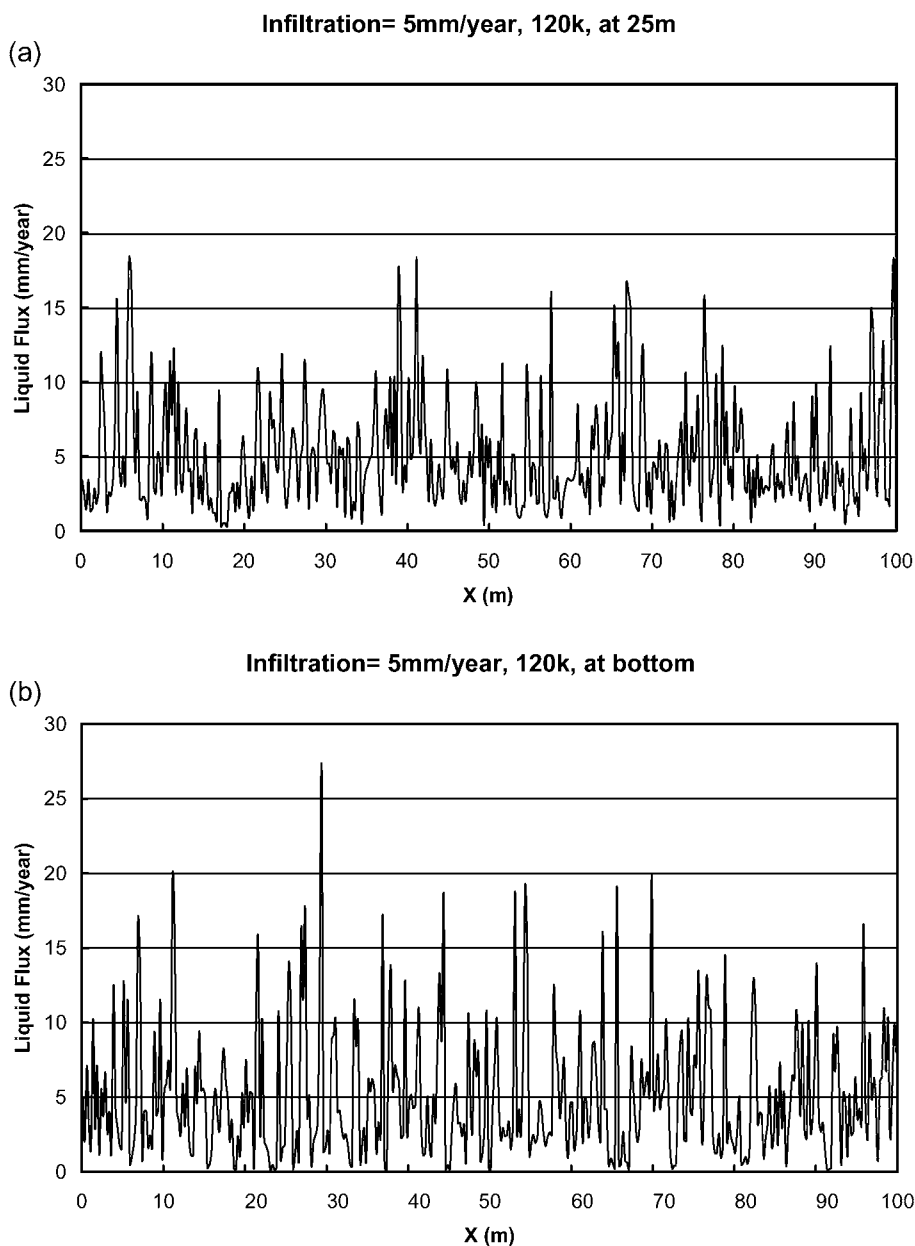 Infiltration= 5mm/year, 120k, at 25m
(a)
30
25
20
15
10
5
0
Liquid Flux (mm/year)
0 10 20 30 40 50 60 70 80 90 100
X (m)
Infiltration= 5mm/year, 120k, at bottom
(b)
30
25
20
15
10
5
0
Liquid Flux (mm/year)
0 10 20 30 40 50 60 70 80 90 100
X (m)